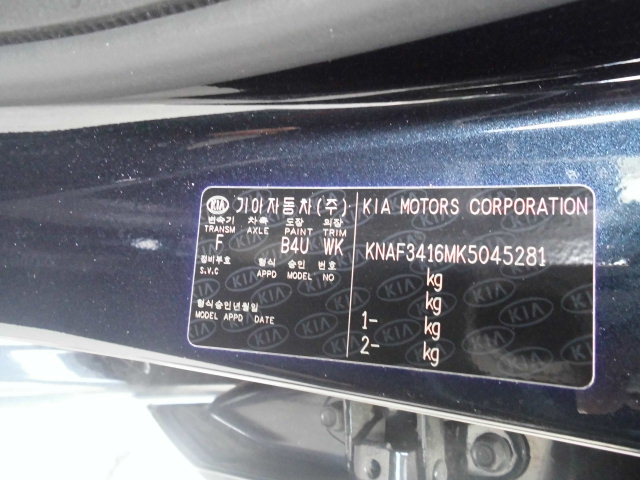 KIA 기아자동차(주)
KIA MOTORS CORPORATION
변속기 차축 도장 외장
TRANSM AXLE PAINT TRIM
F B4U WK
KNAF3416MK5045281
정비부호 형식 승인 번호
S.V.C APPD MODEL NO
kg
kg
형식승인년월일
MODEL APPD DATE
1- kg
2- kg